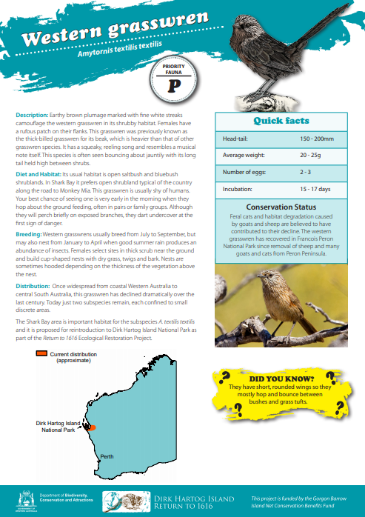 Western grasswren
Amytornis textilis textilis
PRIORITY
FAUNA
P
Description: Earthy brown plumage marked with fine white streaks
camouflage the western grasswren in its shrubby habitat. Females have
a rufous patch on their flanks. This grasswren was previously known as
the thick-billed grasswren for its beak, which is heavier than that of other
grasswren species. It has a squeaky, reeling song and resembles a musical
note itself. This species is often seen bouncing about jauntily with its long
tail held high between shrubs.
Diet and Habitat: Its usual habitat is open saltbush and bluebush
shrublands. In Shark Bay it prefers open shrubland typical of the country
along the road to Monkey Mia. This grasswren is usually shy of humans.
Your best chance of seeing one is very early in the morning when they
hop about the feeding, often in pairs or family groups. Although
they will perch briefly on exposed branches, they dart undercover at the
first sign of danger.
Breeding: Western grasswrens usually breed from July to September, but
may also nest from January to April when good summer rain produces an
abundance of insects. Females select sites in thick scrub near the ground
and build cup-shaped nests with dry grass, twigs and bark. Nests are
sometimes hooded depending on the thickness of the vegetation above
the nest.
Distribution: Once widespread from coastal Western Australia to
central South Australia, this grasswren has declined dramatically over the
last century. Today just two subspecies remain, each confined to small
discrete areas.
The Shark Bay area is important habitat for the subspecies A. textilis textilis
and it is proposed for reintroduction to Dirk Hartog Island National Park as
part of the Return to 1616 Ecological Restoration Project.
Current distribution
(approximate)
Dirk Hartog Island
National Park
Perth
Quick facts
Head-tail: 150 - 200mm
Average weight: 20 - 25g
Number of eggs: 2 - 3
Incubation: 15 - 17 days
Conservation Status
Feral cats and habitat degradation caused
by goats and sheep are believed to have
contributed to their decline. The western
grasswren has recovered in Francois Peron
National Park since removal of sheep and many
goats and cats from Peron Peninsula.
DID YOU KNOW?
They have short, rounded wings so they
mostly hop and bounce between
bushes and grass tufts.
Department of Biodiversity,
Conservation and Attractions
DIRK HARTOG ISLAND
RETURN TO 1616
This project is funded by the Gorgon Barrow
Island Net Conservation Benefits Fund